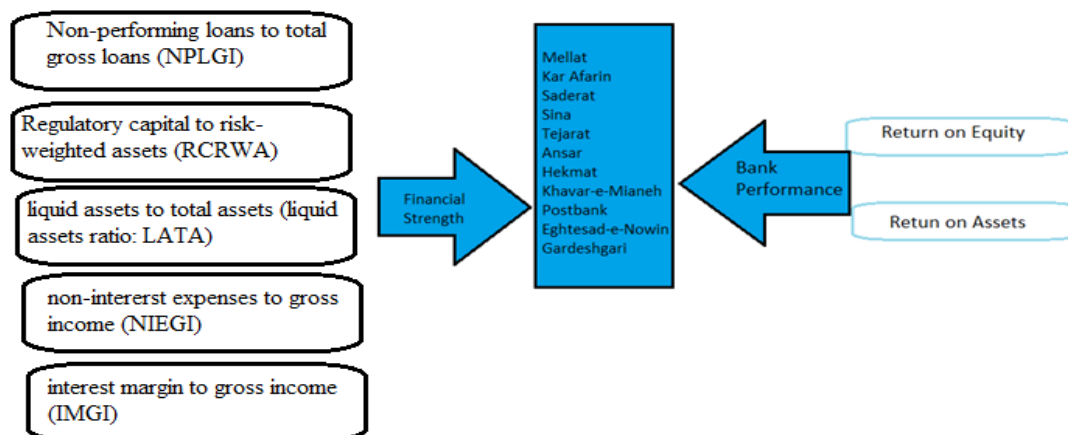 Non-performing loans to total
gross loans (NPLGI)
Regulatory capital to risk-
weighted assets (RCRWA)
liquid assets to total assets (liquid
assets ratio: LATA)
non-intererst expenses to gross
income (NIEGI)
interest margin to gross income
(IMGI)
Financial
Strength
Mellat
Kar Afarin
Saderat
Sina
Tejarat
Ansar
Hekmat
Khavar-e-Mianeh
Postbank
Eghtesad-e-Nowin
Gardeshgari
Bank
Performance
Return on Equity
Retun on Assets